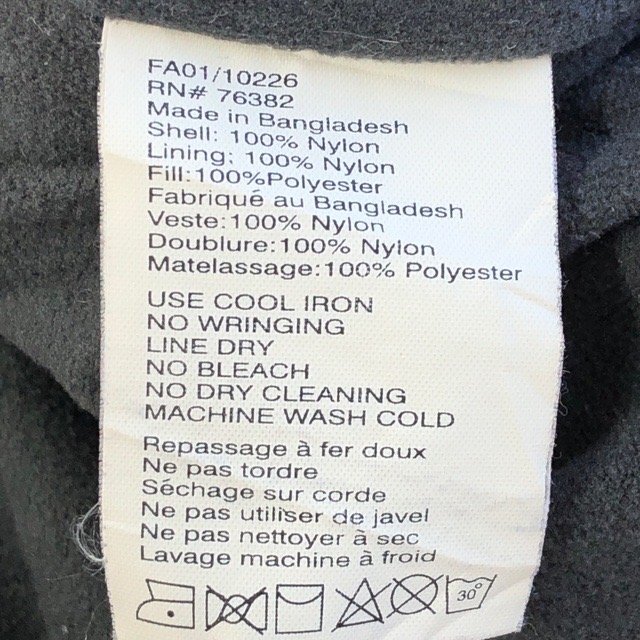 FA01/10226
RN# 76382
Made in Bangladesh
Shell: 100% Nylon
Lining: 100% Nylon
Fill:100%Polyester
Fabriqué au Bangladesh
Veste:100% Nylon
Doublure:100% Nylon
Matelassage:100% Polyester
USE COOL IRON
NO WRINGING
LINE DRY
NO BLEACH
NO DRY CLEANING
MACHINE WASH COLD
Repassage à fer doux
Ne pas tordre
Séchage sur corde
Ne pas utiliser de javel
Ne pas nettoyer à sec
Lavage machine à froid
30°